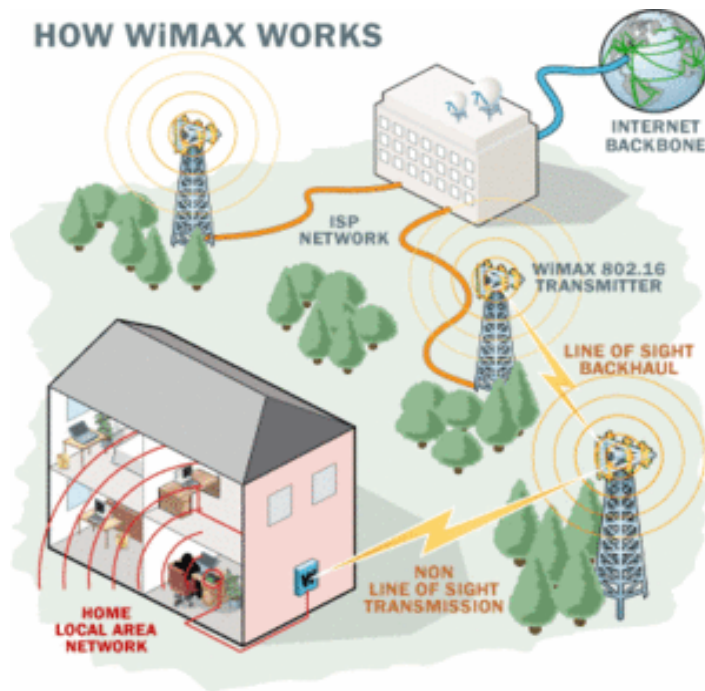 HOW WiMAX WORKS
INTERNET
BACKBONE
ISP
NETWORK
WiMAX 802.16
TRANSMITTER
LINE OF SIGHT
BACKHAUL
NON
LINE OF SIGHT
TRANSMISSION
HOME
LOCAL AREA
NETWORK